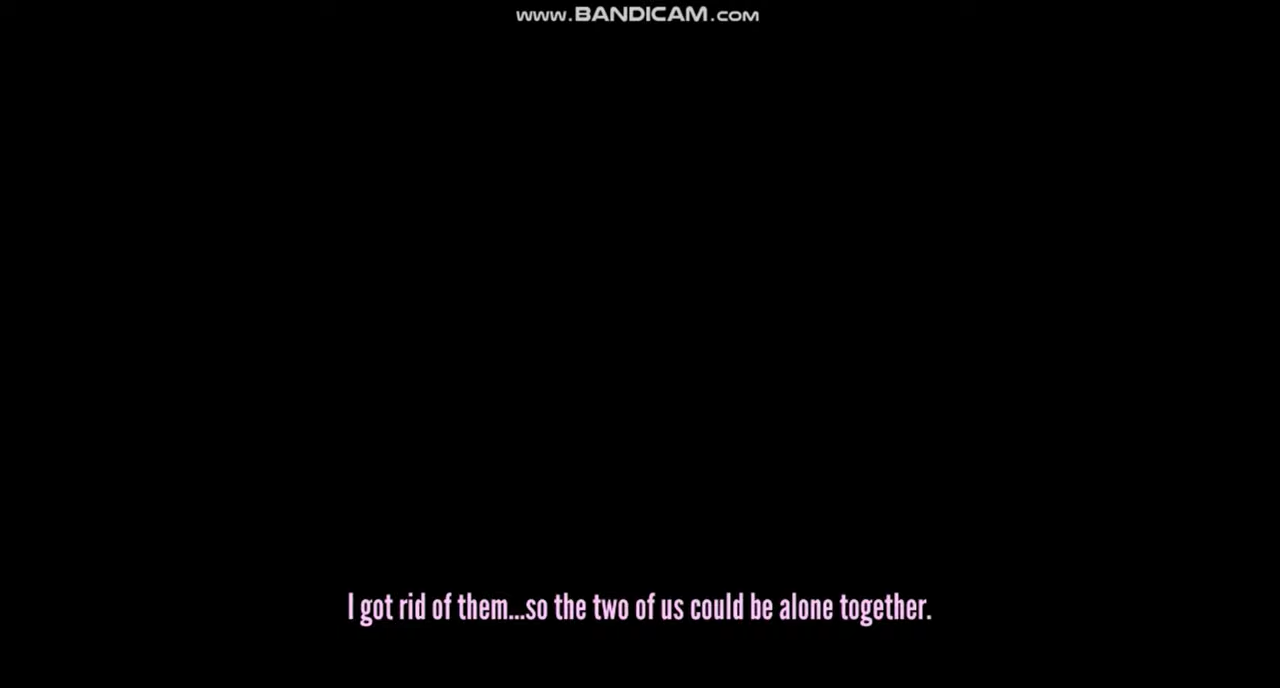 www.BANDICAM.com
I got rid of them...so the two of us could be alone together.